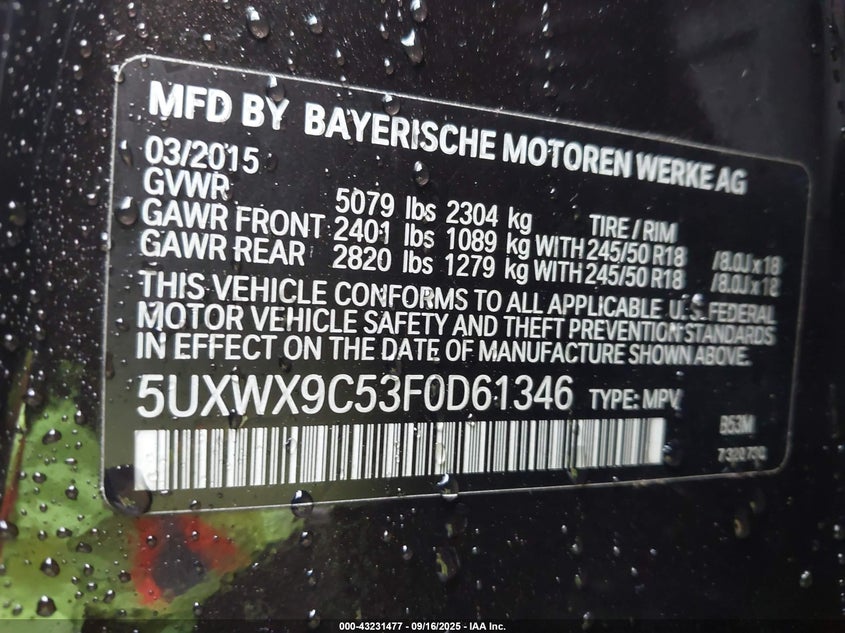 MFD BY BAYERISCHE MOTOREN WERKE AG
03/2015
GVWR 5079 lbs 2304 kg TIRE / RIM
GAWR FRONT 2401 lbs 1089 kg WITH 245/50 R18 /8.0J x 18
GAWR REAR 2820 lbs 1279 kg WITH 245/50 R18 /8.0J x 18
THIS VEHICLE CONFORMS TO ALL APPLICABLE U.S. FEDERAL
MOTOR VEHICLE SAFETY AND THEFT PREVENTION STANDARDS
IN EFFECT ON THE DATE OF MANUFACTURE SHOWN ABOVE.
5UXWX9C53F0D61346 TYPE: MPV
B53M
000-43231477 - 09/16/2025 - IAA Inc.